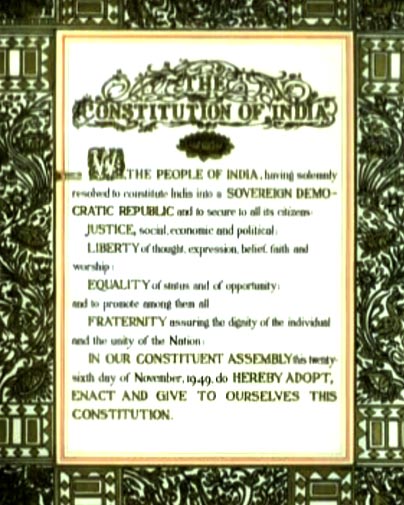 THE
CONSTITUTION OF INDIA
WE, THE PEOPLE OF INDIA, having solemnly
resolved to constitute India into a SOVEREIGN DEMO-
CRATIC REPUBLIC and to secure to all its citizens:
JUSTICE, social, economic and political;
LIBERTY of thought, expression, belief, faith and
worship;
EQUALITY of status and of opportunity;
and to promote among them all
FRATERNITY assuring the dignity of the individual
and the unity of the Nation;
IN OUR CONSTITUENT ASSEMBLY this twenty-
sixth day of November, 1949, do HEREBY ADOPT,
ENACT AND GIVE TO OURSELVES THIS
CONSTITUTION.